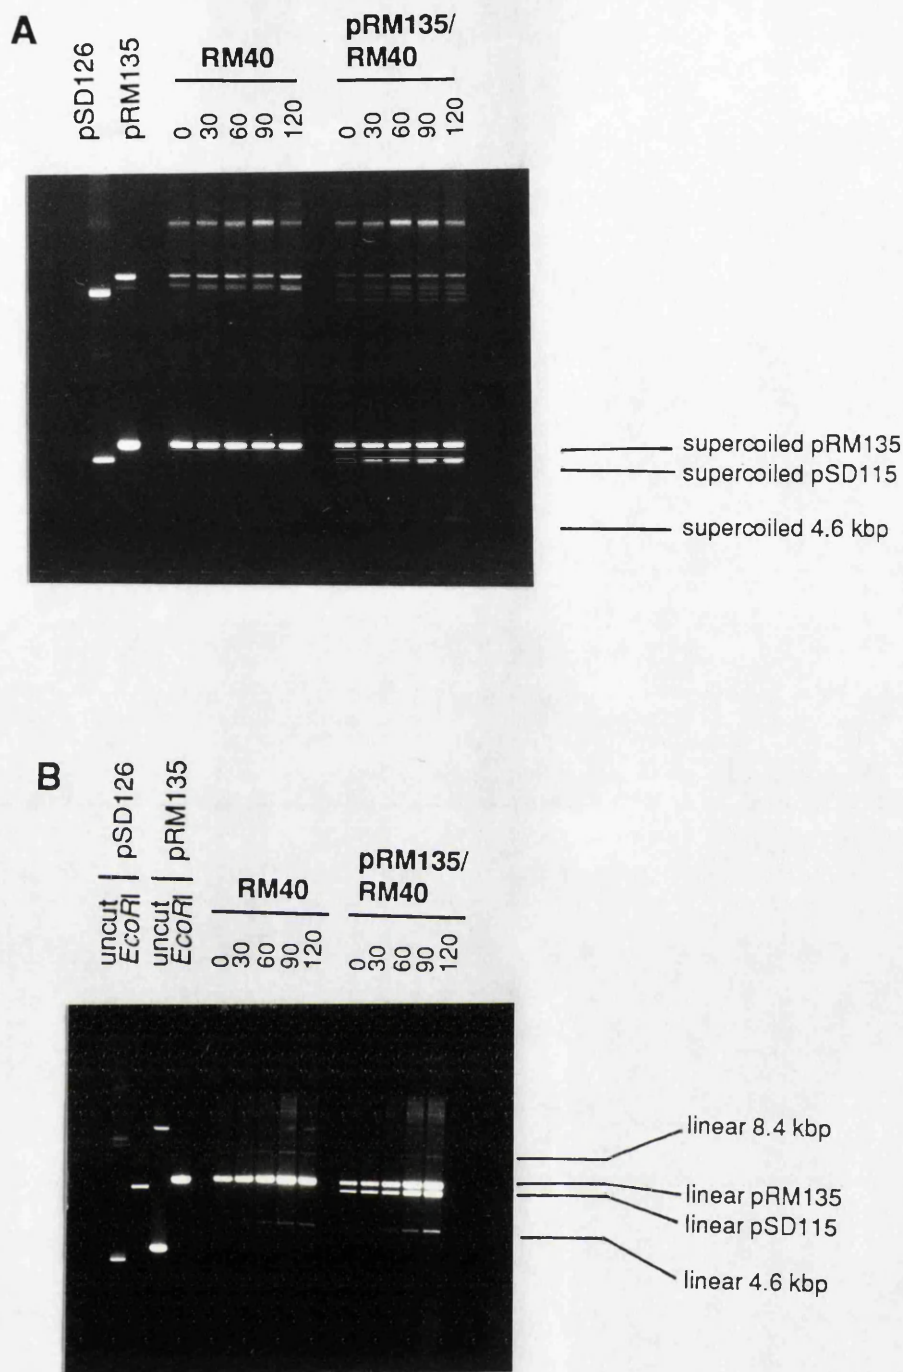 A
pSD126
pRM135
RM40
pRM135/
RM40
0 30 60 90 120
0 30 60 90 120
supercoiled pRM135
supercoiled pSD115
supercoiled 4.6 kbp
B
uncut
EcoRI
pSD126
uncut
EcoRI
pRM135
RM40
pRM135/
RM40
0 30 60 90 120
0 30 60 90 120
linear 8.4 kbp
linear pRM135
linear pSD115
linear 4.6 kbp